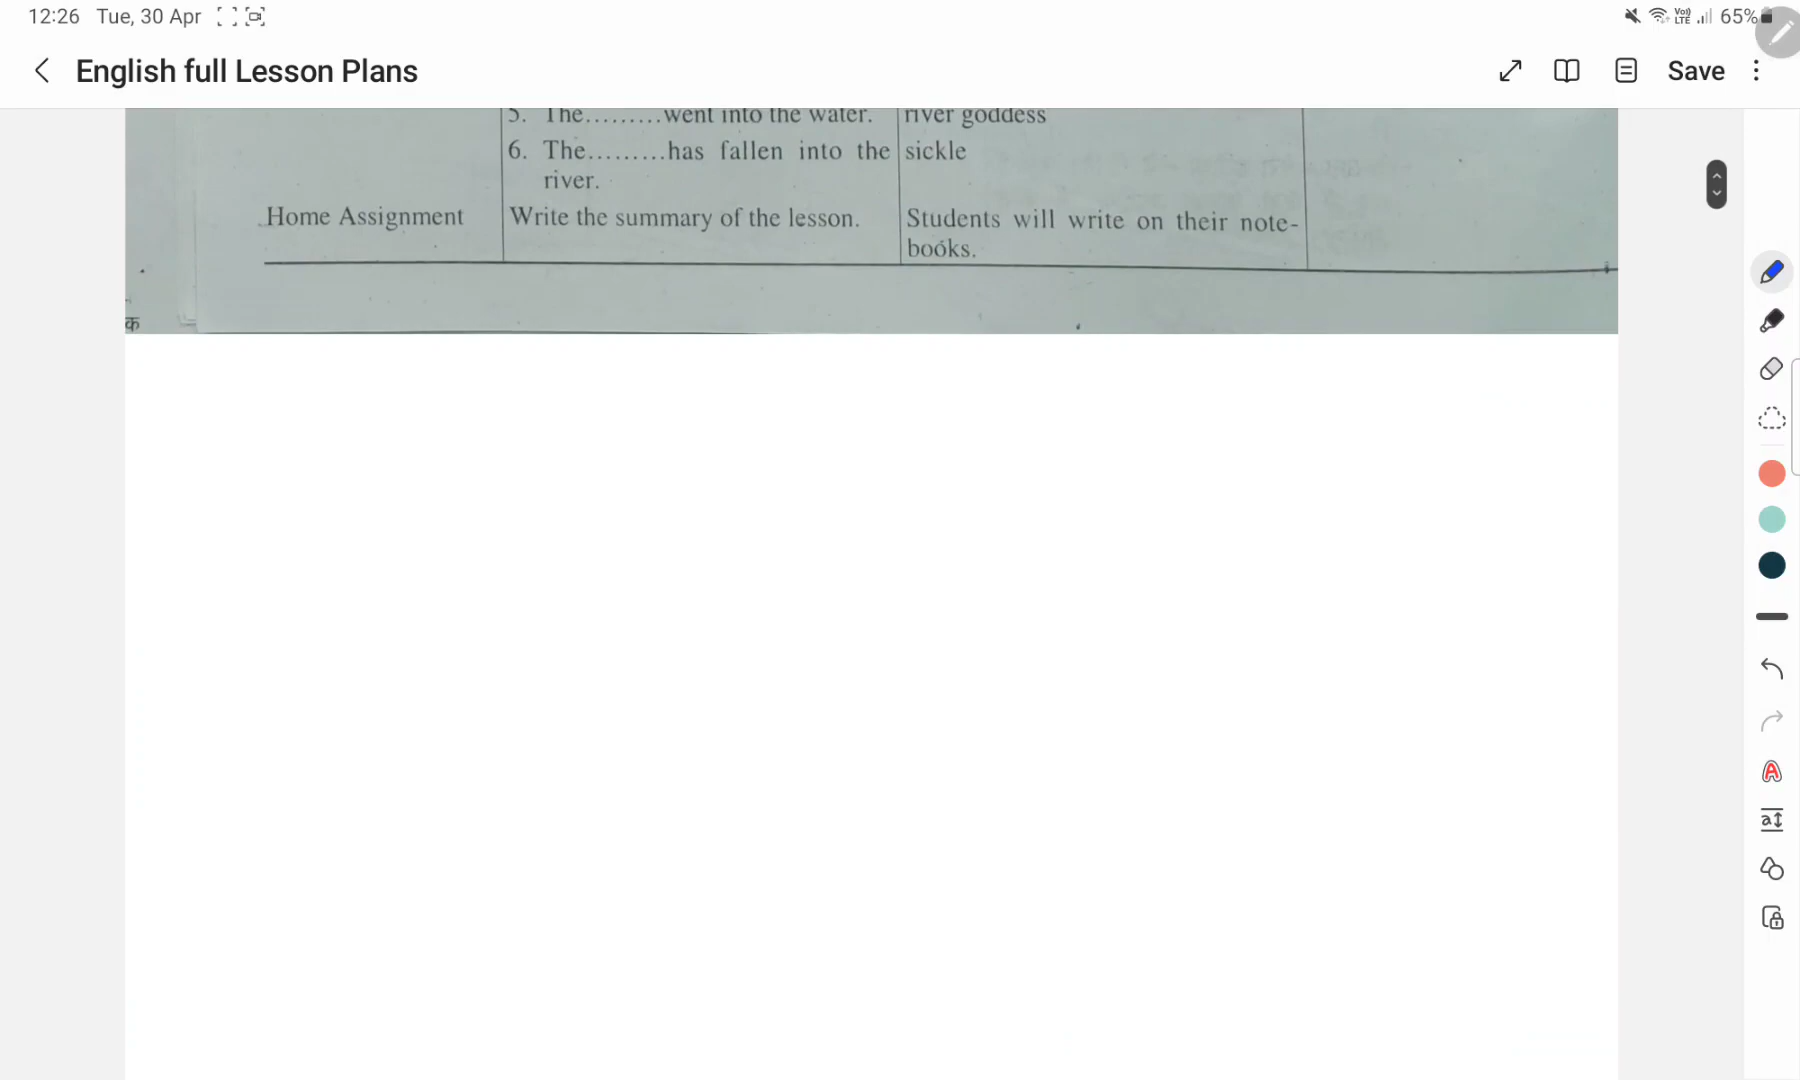 12:26 Tue, 30 Apr
Vo)) LTE 65%
English full Lesson Plans
Save
5. The.........went into the water. river goddess
6. The.........has fallen into the sickle
river.
Home Assignment Write the summary of the lesson. Students will write on their note-
books.
क
A
a